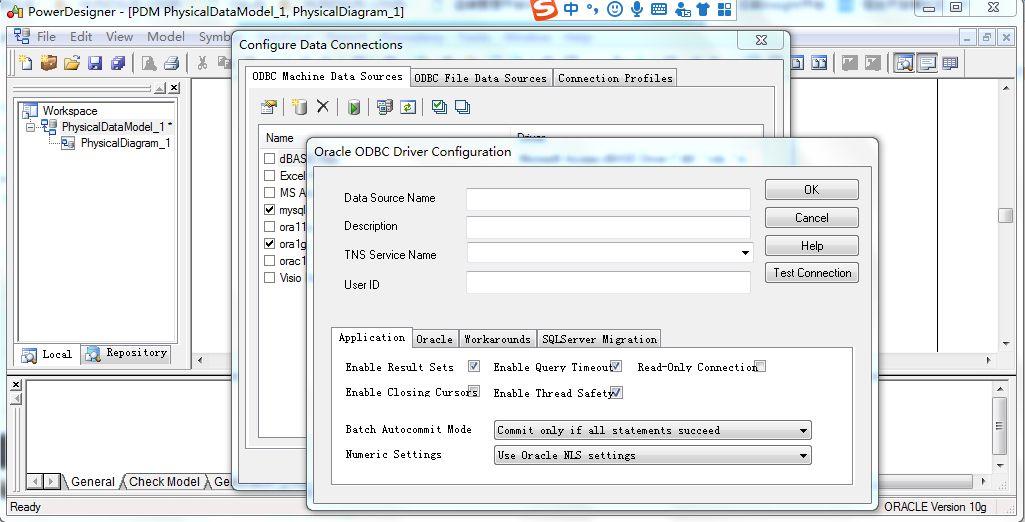 PowerDesigner - [PDM PhysicalDataModel_1, PhysicalDiagram_1]
中
15
File Edit View Model Symb
Configure Data Connections
ODBC Machine Data Sources ODBC File Data Sources Connection Profiles
Workspace
PhysicalDataModel_1 *
PhysicalDiagram_1
Name Driver
dBAS
Excel
MS A
mysql
ora11
ora1g
orac1
Visio
Oracle ODBC Driver Configuration
Data Source Name
OK
Description
Cancel
TNS Service Name
Help
User ID
Test Connection
Application Oracle Workarounds SQLServer Migration
Enable Result Sets Enable Query Timeout Read-Only Connection
Enable Closing Cursors Enable Thread Safety
Batch Autocommit Mode Commit only if all statements succeed
Numeric Settings Use Oracle NLS settings
Local Repository
General Check Model Ge
Ready
ORACLE Version 10g